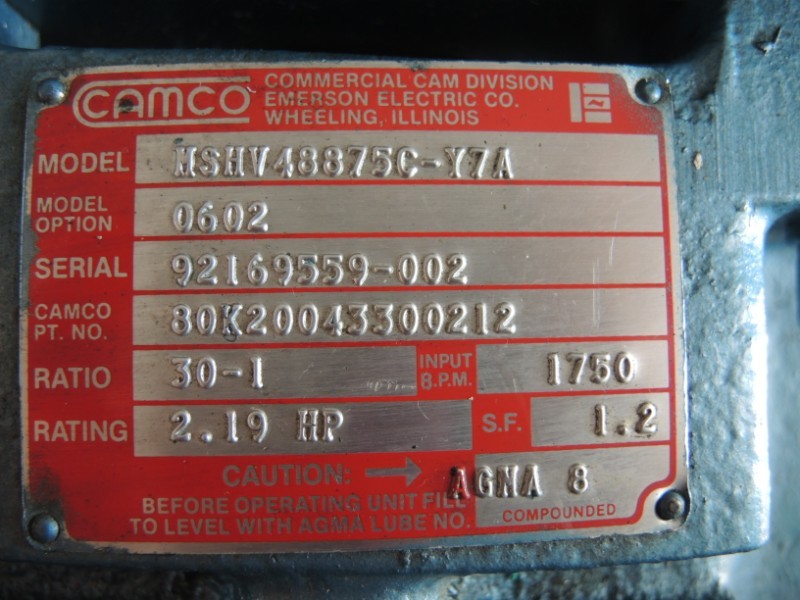 CAMCO
COMMERCIAL CAM DIVISION
EMERSON ELECTRIC CO.
WHEELING, ILLINOIS
MODEL HSHV48875C-Y7A
MODEL OPTION 0602
SERIAL 92169559-002
CAMCO PT. NO. 80K20043300212
RATIO 30-1 INPUT R.P.M. 1750
RATING 2.19 HP S.F. 1.2
CAUTION: → AGMA 8
BEFORE OPERATING UNIT FILL
TO LEVEL WITH AGMA LUBE NO. COMPOUNDED